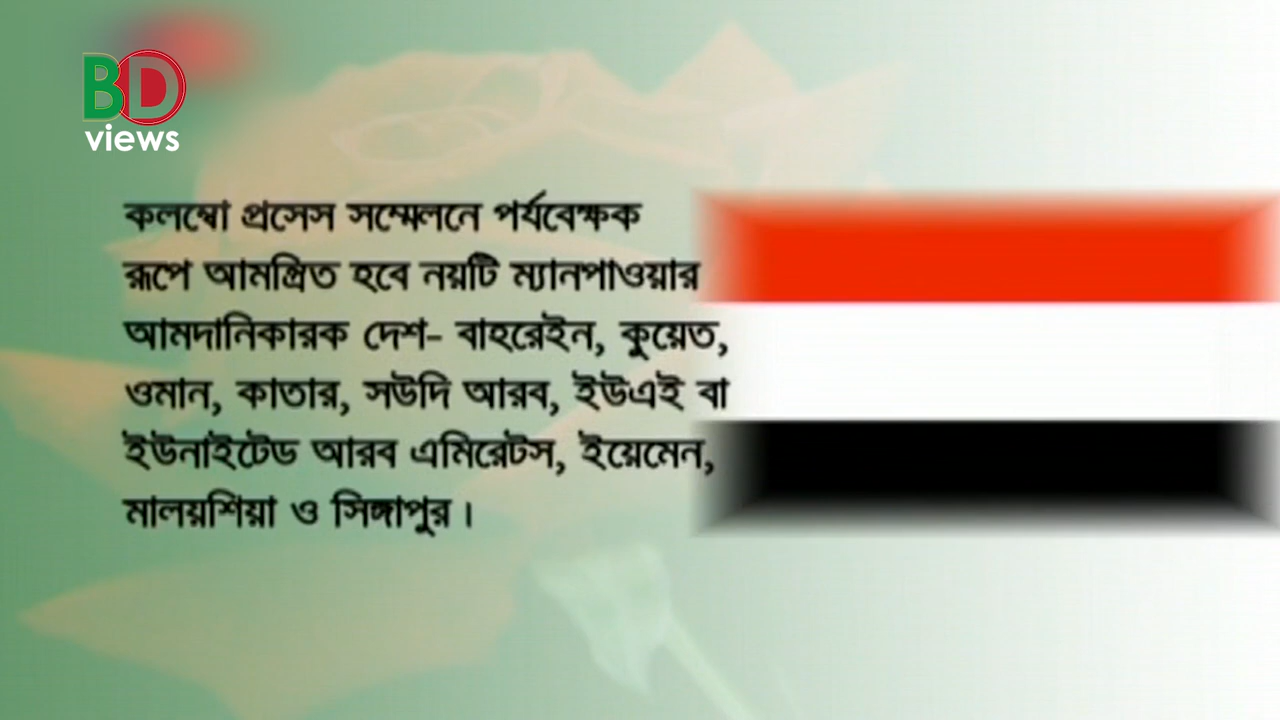 BD
views
কলম্বো প্রসেস সম্মেলনে পর্যবেক্ষক
রূপে আমন্ত্রিত হবে নয়টি ম্যানপাওয়ার
আমদানিকারক দেশ- বাহরেইন, কুয়েত,
ওমান, কাতার, সউদি আরব, ইউএই বা
ইউনাইটেড আরব এমিরেটস, ইয়েমেন,
মালয়শিয়া ও সিঙ্গাপুর।